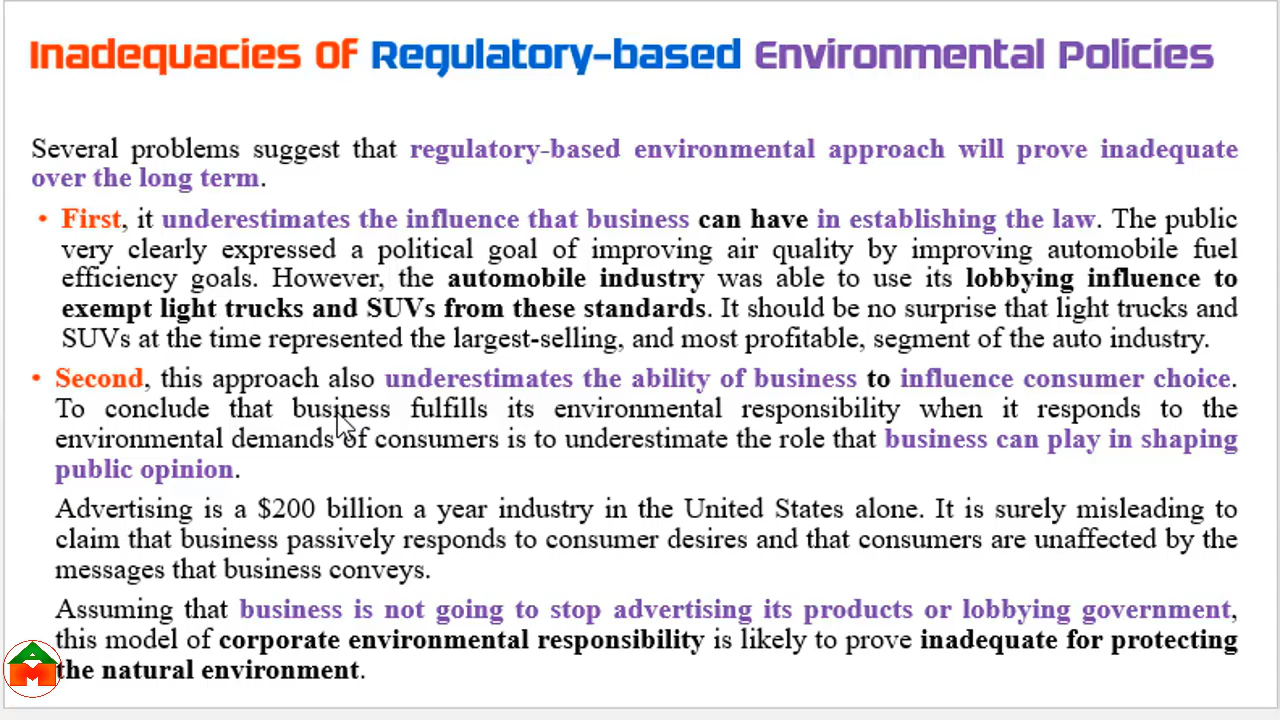 Inadequacies Of Regulatory-based Environmental Policies
Several problems suggest that regulatory-based environmental approach will prove inadequate
over the long term.
• First, it underestimates the influence that business can have in establishing the law. The public
very clearly expressed a political goal of improving air quality by improving automobile fuel
efficiency goals. However, the automobile industry was able to use its lobbying influence to
exempt light trucks and SUVs from these standards. It should be no surprise that light trucks and
SUVs at the time represented the largest-selling, and most profitable, segment of the auto industry.
• Second, this approach also underestimates the ability of business to influence consumer choice.
To conclude that business fulfills its environmental responsibility when it responds to the
environmental demands of consumers is to underestimate the role that business can play in shaping
public opinion.
Advertising is a $200 billion a year industry in the United States alone. It is surely misleading to
claim that business passively responds to consumer desires and that consumers are unaffected by the
messages that business conveys.
Assuming that business is not going to stop advertising its products or lobbying government,
this model of corporate environmental responsibility is likely to prove inadequate for protecting
the natural environment.